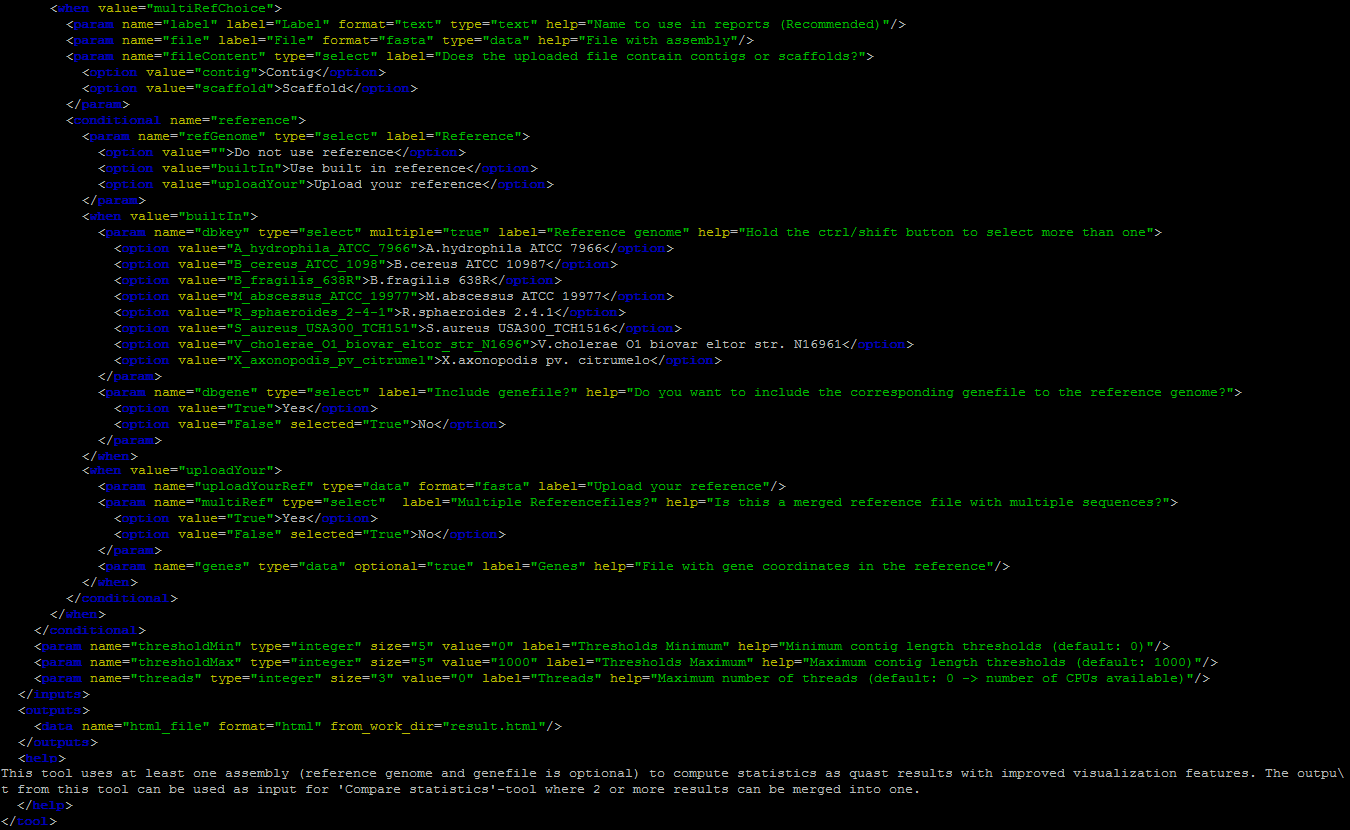 <when value="multiRefChoice">
<param name="label" label="Label" format="text" type="text" help="Name to use in reports (Recommended)"/>
<param name="file" label="File" format="fasta" type="data" help="File with assembly"/>
<param name="fileContent" type="select" label="Does the uploaded file contain contigs or scaffolds?">
<option value="contig">Contig</option>
<option value="scaffold">Scaffold</option>
</param>
<conditional name="reference">
<param name="refGenome" type="select" label="Reference">
<option value="">Do not use reference</option>
<option value="builtIn">Use built in reference</option>
<option value="uploadYour">Upload your reference</option>
</param>
<when value="builtIn">
<param name="dbkey" type="select" multiple="true" label="Reference genome" help="Hold the ctrl/shift button to select more than one">
<option value="A_hydrophila_ATCC_7966">A.hydrophila ATCC 7966</option>
<option value="B_cereus_ATCC_1098">B.cereus ATCC 10987</option>
<option value="B_fragilis_638R">B.fragilis 638R</option>
<option value="M_abscessus_ATCC_19977">M.abscessus ATCC 19977</option>
<option value="R_sphaeroides_2-4-1">R.sphaeroides 2.4.1</option>
<option value="S_aureus_USA300_TCH151">S.aureus USA300_TCH1516</option>
<option value="V_cholerae_O1_biovar_eltor_str_N1696">V.cholerae O1 biovar eltor str. N16961</option>
<option value="X_axonopodis_pv_citrumel">X.axonopodis pv. citrumelo</option>
</param>
<param name="dbgene" type="select" label="Include genefile?" help="Do you want to include the corresponding genefile to the reference genome?">
<option value="True">Yes</option>
<option value="False" selected="True">No</option>
</param>
</when>
<when value="uploadYour">
<param name="uploadYourRef" type="data" format="fasta" label="Upload your reference"/>
<param name="multiRef" type="select"  label="Multiple Referencefiles?" help="Is this a merged reference file with multiple sequences?">
<option value="True">Yes</option>
<option value="False" selected="True">No</option>
</param>
<param name="genes" type="data" optional="true" label="Genes" help="File with gene coordinates in the reference"/>
</when>
</conditional>
</when>
</conditional>
<param name="thresholdMin" type="integer" size="5" value="0" label="Thresholds Minimum" help="Minimum contig length thresholds (default: 0)"/>
<param name="thresholdMax" type="integer" size="5" value="1000" label="Thresholds Maximum" help="Maximum contig length thresholds (default: 1000)"/>
<param name="threads" type="integer" size="3" value="0" label="Threads" help="Maximum number of threads (default: 0 -> number of CPUs available)"/>
</inputs>
<outputs>
<data name="html_file" format="html" from_work_dir="result.html"/>
</outputs>
<help>
This tool uses at least one assembly (reference genome and genefile is optional) to compute statistics as quast results with improved visualization features. The outpu\
t from this tool can be used as input for 'Compare statistics'-tool where 2 or more results can be merged into one.
</help>
</tool>